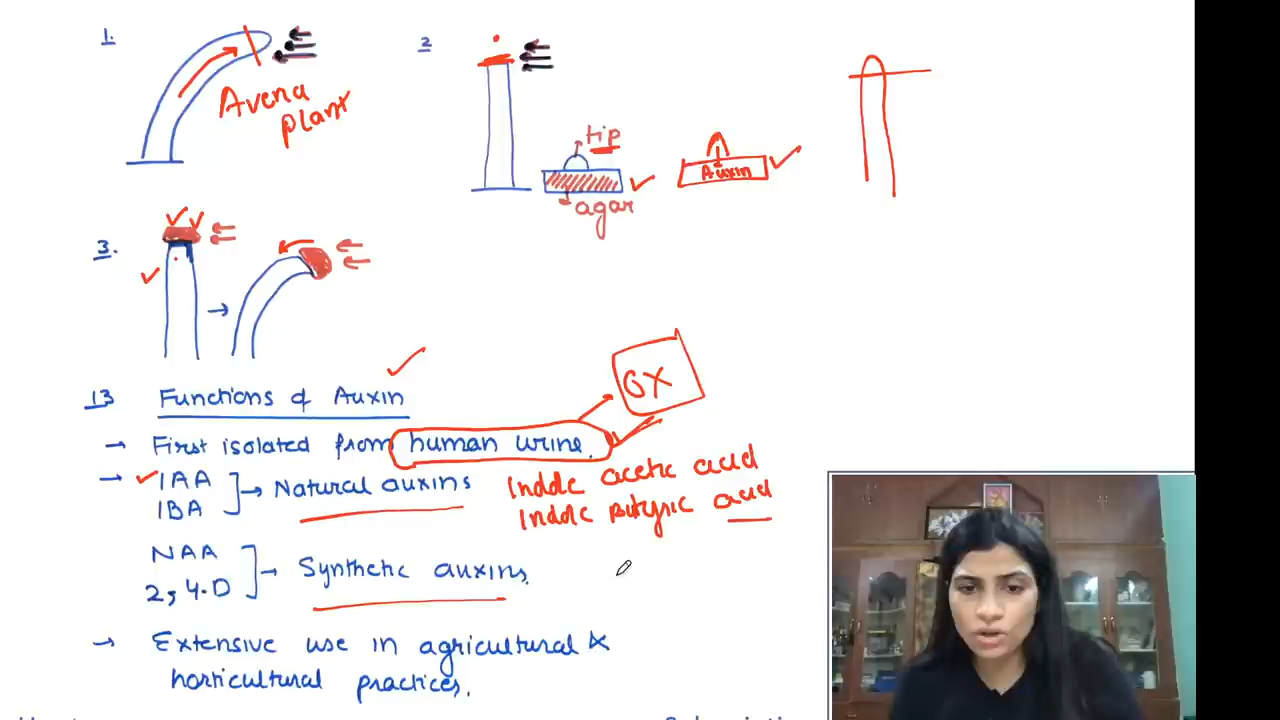 1.
Avena
plant
2
tip
agar
Auxin
3.
13 Functions of Auxin
OX
→ First isolated from human urine.
→ IAA
IBA
→ Natural auxins
Indole acetic acid
Indole Butyric acid
NAA
2,4-D
→ Synthetic auxins
→ Extensive use in agricultural &
horticultural practices.